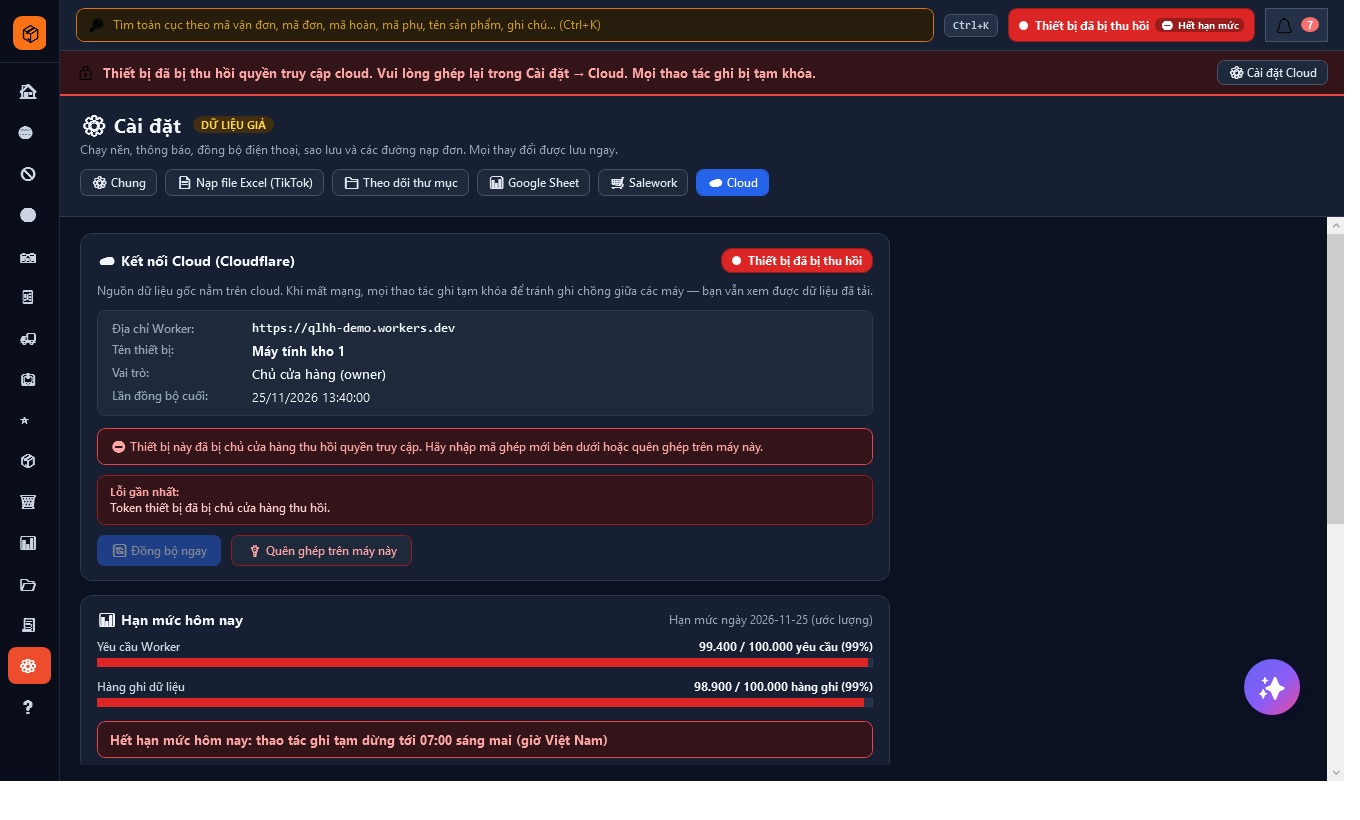 Tìm toàn cục theo mã vận đơn, mã đơn, mã hoàn, mã phụ, tên sản phẩm, ghi chú... (Ctrl+K)
Ctrl+K
Thiết bị đã bị thu hồi
Hết hạn mức
7
Thiết bị đã bị thu hồi quyền truy cập cloud. Vui lòng ghép lại trong Cài đặt → Cloud. Mọi thao tác ghi bị tạm khóa.
Cài đặt Cloud
Cài đặt
DỮ LIỆU GIẢ
Chạy nền, thông báo, đồng bộ điện thoại, sao lưu và các đường nạp đơn. Mọi thay đổi được lưu ngay.
Chung
Nạp file Excel (TikTok)
Theo dõi thư mục
Google Sheet
Salework
Cloud
Kết nối Cloud (Cloudflare)
Thiết bị đã bị thu hồi
Nguồn dữ liệu gốc nằm trên cloud. Khi mất mạng, mọi thao tác ghi tạm khóa để tránh ghi chồng giữa các máy — bạn vẫn xem được dữ liệu đã tải.
Địa chỉ Worker:
https://qlhh-demo.workers.dev
Tên thiết bị:
Máy tính kho 1
Vai trò:
Chủ cửa hàng (owner)
Lần đồng bộ cuối:
25/11/2026 13:40:00
Thiết bị này đã bị chủ cửa hàng thu hồi quyền truy cập. Hãy nhập mã ghép mới bên dưới hoặc quên ghép trên máy này.
Lỗi gần nhất:
Token thiết bị đã bị chủ cửa hàng thu hồi.
Đồng bộ ngay
Quên ghép trên máy này
Hạn mức hôm nay
Hạn mức ngày 2026-11-25 (ước lượng)
Yêu cầu Worker
99.400 / 100.000 yêu cầu (99%)
Hàng ghi dữ liệu
98.900 / 100.000 hàng ghi (99%)
Hết hạn mức hôm nay: thao tác ghi tạm dừng tới 07:00 sáng mai (giờ Việt Nam)
?